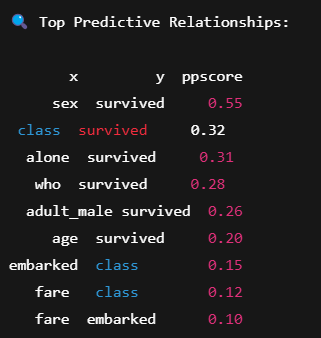 🔍 Top Predictive Relationships:
x y ppscore
sex survived 0.55
class survived 0.32
alone survived 0.31
who survived 0.28
adult_male survived 0.26
age survived 0.20
embarked class 0.15
fare class 0.12
fare embarked 0.10